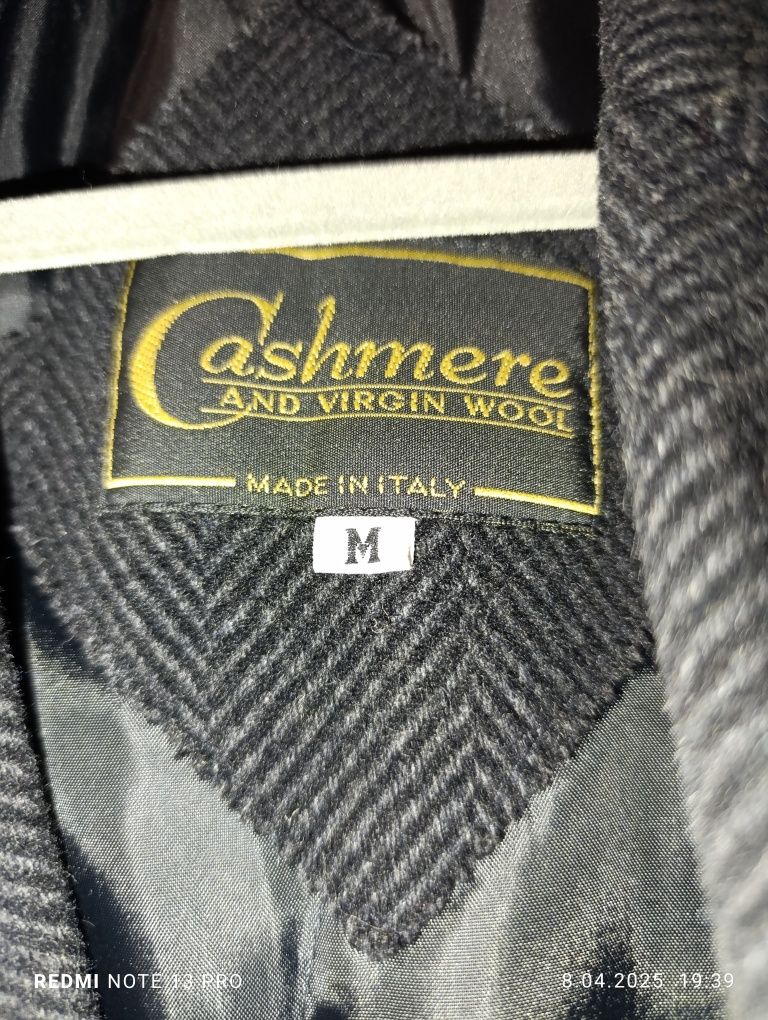 Cashmere
AND VIRGIN WOOL
MADE IN ITALY
M
REDMI NOTE 13 PRO
8.04.2025 19:39